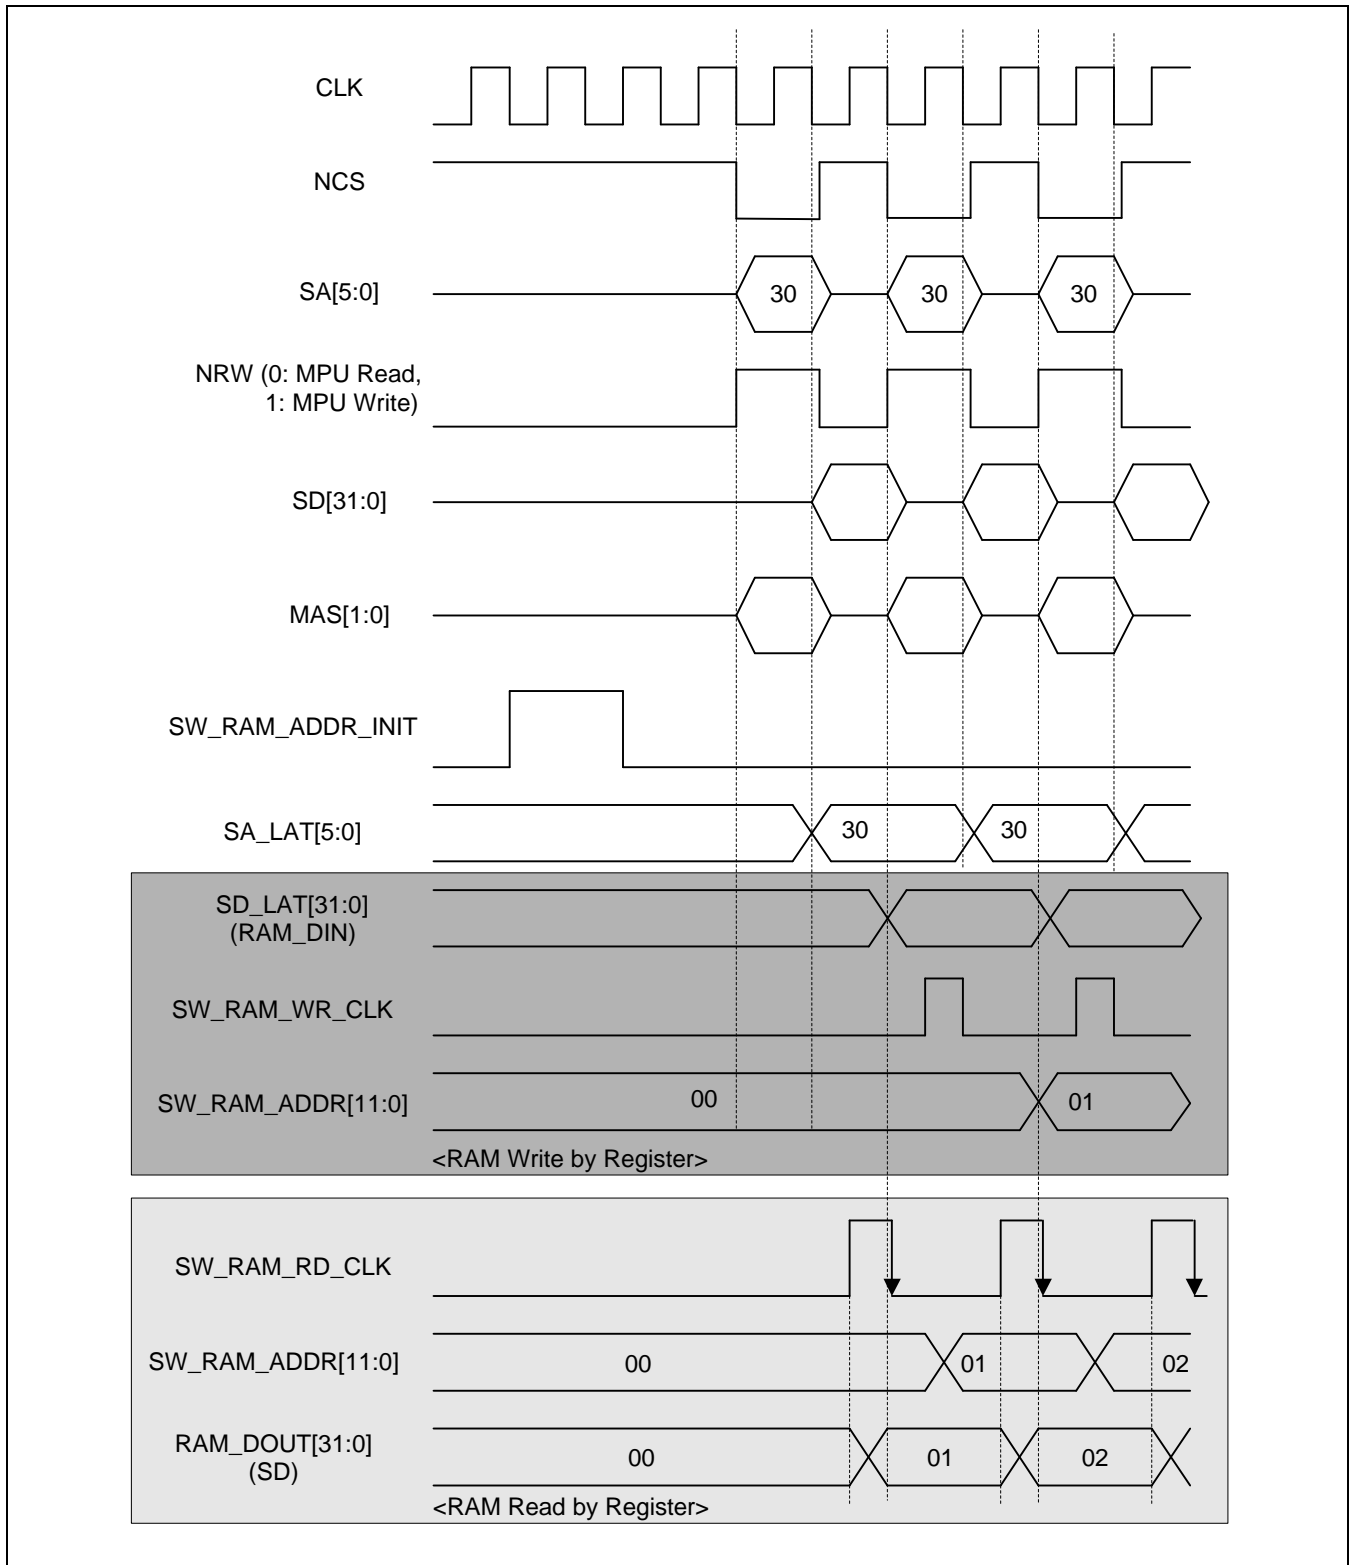 CLK
NCS
SA[5:0]
30
30
30
NRW (0: MPU Read,
1: MPU Write)
SD[31:0]
MAS[1:0]
SW_RAM_ADDR_INIT
SA_LAT[5:0]
30
30
SD_LAT[31:0]
(RAM_DIN)
SW_RAM_WR_CLK
SW_RAM_ADDR[11:0]
00
01
<RAM Write by Register>
SW_RAM_RD_CLK
SW_RAM_ADDR[11:0]
00
01
02
RAM_DOUT[31:0]
(SD)
00
01
02
<RAM Read by Register>